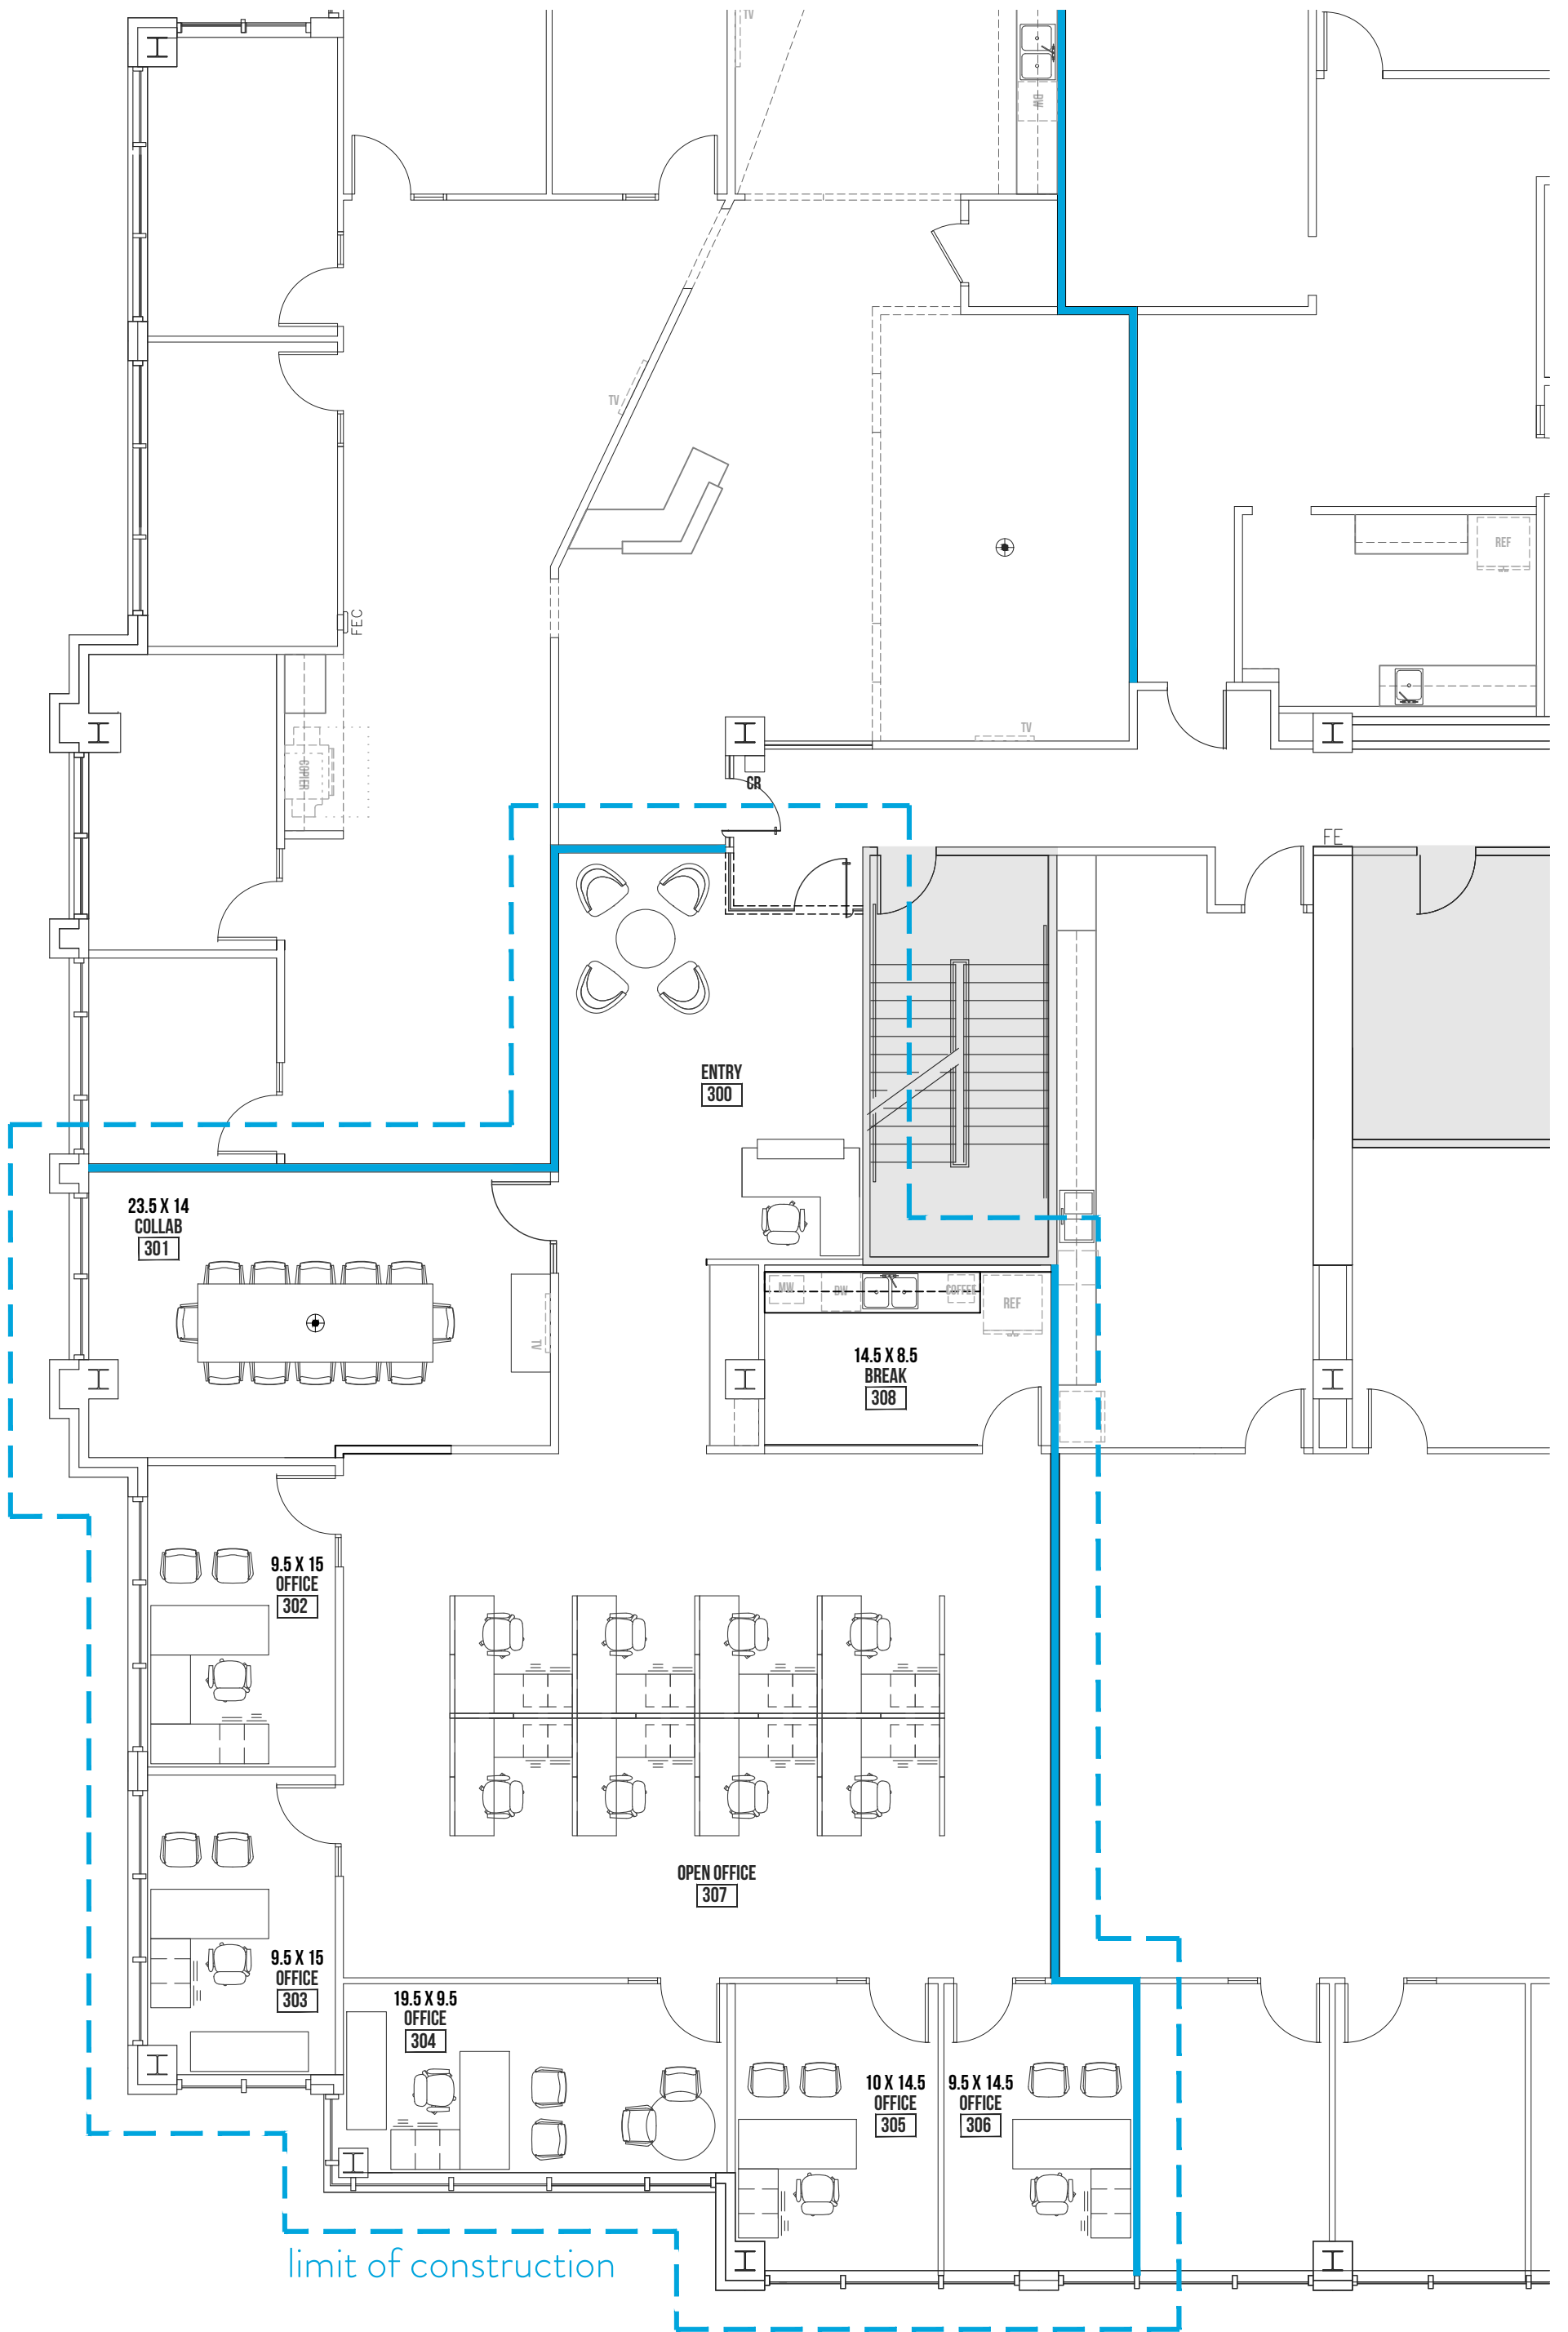 TV
DW
TV
REF
FEC
TV
COPIER
CR
FE
ENTRY
300
23.5 X 14
COLLAB
301
MW
DW
COFFEE
REF
TV
14.5 X 8.5
BREAK
308
9.5 X 15
OFFICE
302
OPEN OFFICE
307
9.5 X 15
OFFICE
303
19.5 X 9.5
OFFICE
304
10 X 14.5
OFFICE
305
9.5 X 14.5
OFFICE
306
limit of construction